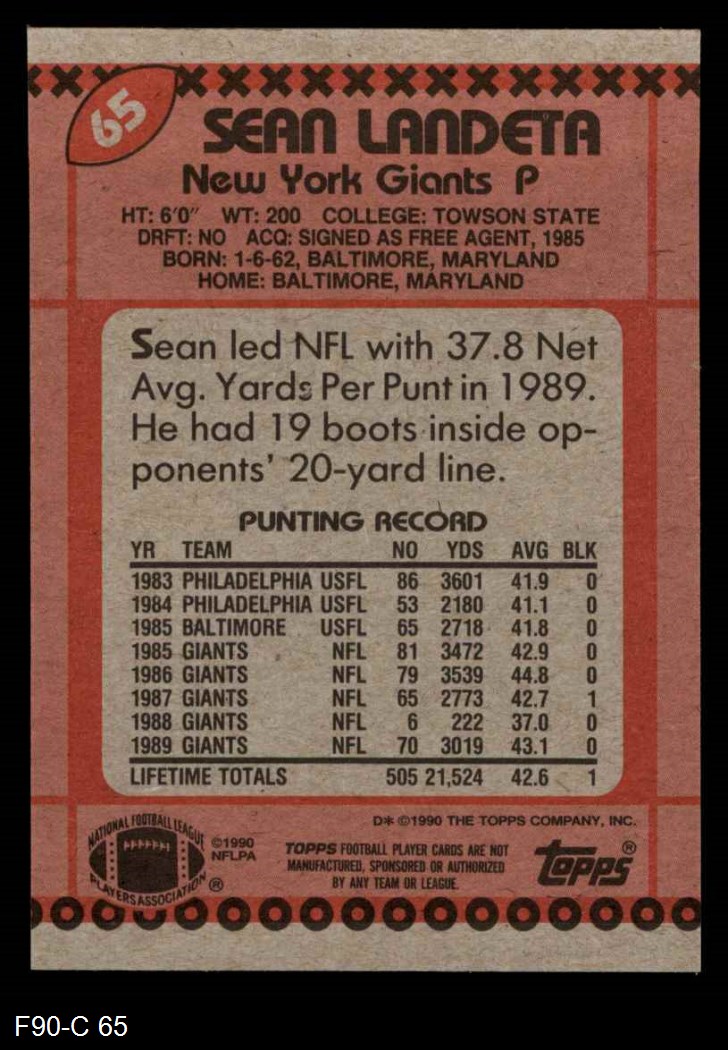 65
SEAN LANDETA
New York Giants P
HT: 6'0" WT: 200 COLLEGE: TOWSON STATE
DRFT: NO ACQ: SIGNED AS FREE AGENT, 1985
BORN: 1-6-62, BALTIMORE, MARYLAND
HOME: BALTIMORE, MARYLAND
Sean led NFL with 37.8 Net
Avg. Yards Per Punt in 1989.
He had 19 boots inside op-
ponents' 20-yard line.
PUNTING RECORD
YR TEAM NO YDS AVG BLK
1983 PHILADELPHIA USFL 86 3601 41.9 0
1984 PHILADELPHIA USFL 53 2180 41.1 0
1985 BALTIMORE USFL 65 2718 41.8 0
1985 GIANTS NFL 81 3472 42.9 0
1986 GIANTS NFL 79 3539 44.8 0
1987 GIANTS NFL 65 2773 42.7 1
1988 GIANTS NFL 6 222 37.0 0
1989 GIANTS NFL 70 3019 43.1 0
LIFETIME TOTALS 505 21,524 42.6 1
D* ©1990 THE TOPPS COMPANY, INC.
NATIONAL FOOTBALL LEAGUE
PLAYERS ASSOCIATION ®
©1990
NFLPA
TOPPS FOOTBALL PLAYER CARDS ARE NOT
MANUFACTURED, SPONSORED OR AUTHORIZED
BY ANY TEAM OR LEAGUE.
topps ®
F90-C 65